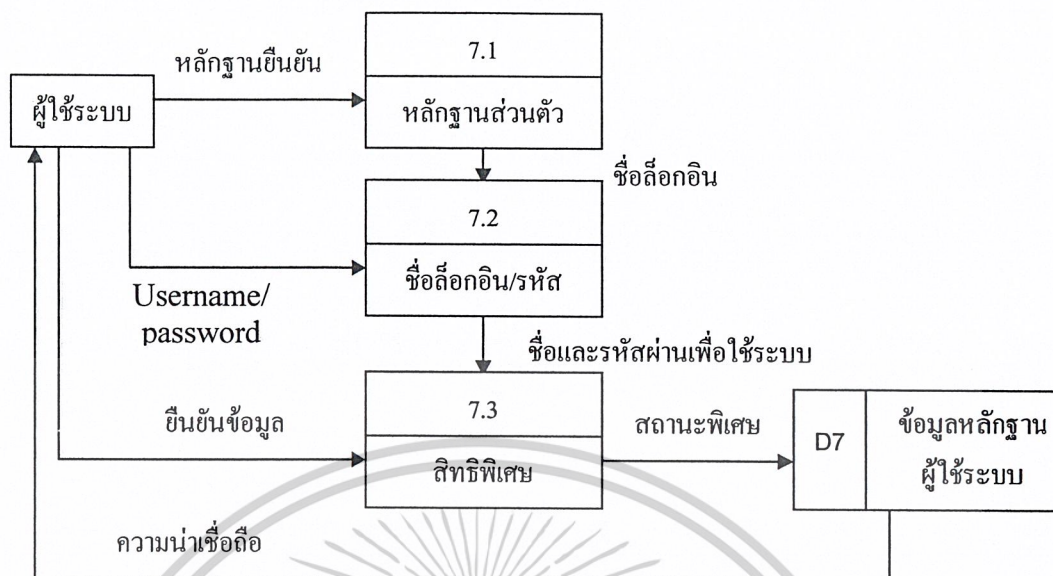 7.1
หลักฐานยืนยัน
ผู้ใช้ระบบ
หลักฐานส่วนตัว
ชื่อล็อกอิน
7.2
ชื่อล็อกอิน/รหัส
Username/
password
ชื่อและรหัสผ่านเพื่อใช้ระบบ
7.3
ยืนยันข้อมูล
สถานะพิเศษ
D7
ข้อมูลหลักฐาน
ผู้ใช้ระบบ
สิทธิพิเศษ
ความน่าเชื่อถือ